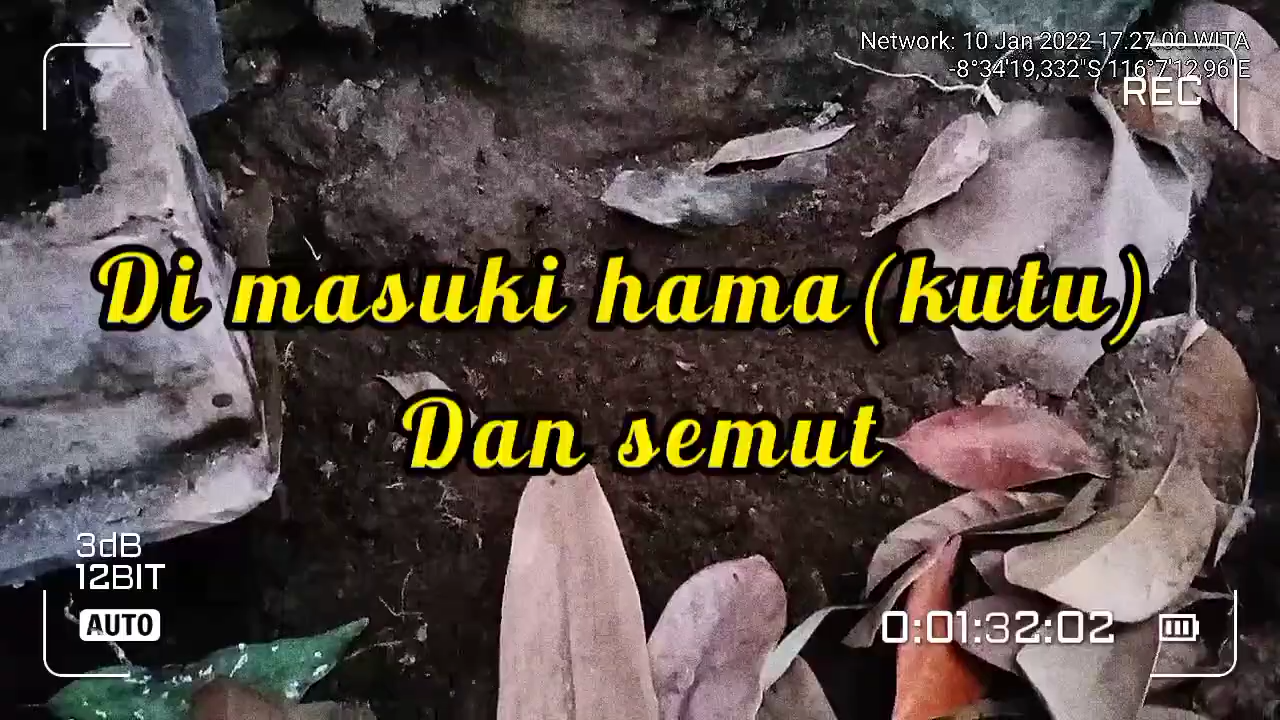 Network: 10 Jan 2022 17.27.00 WITA
-8°34'19,332"S 116°7'12,96"E
REC
Di masuki hama(kutu)
Dan semut
3dB
12BIT
AUTO
0:01:32:02